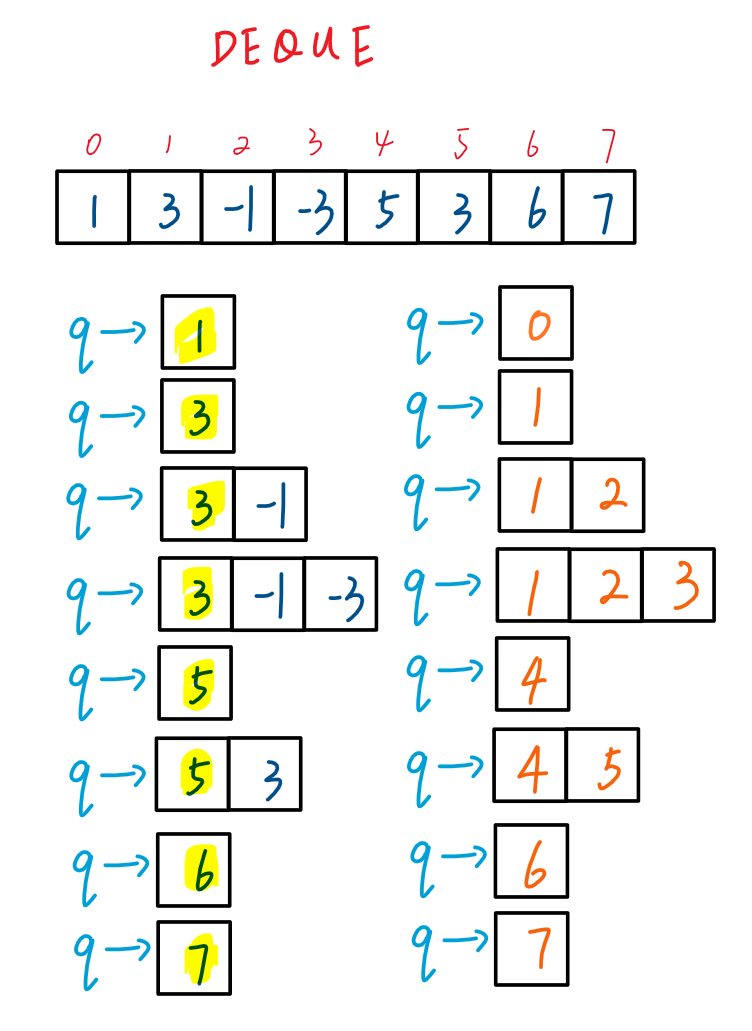 DEQUE
0 1 2 3 4 5 6 7
1 3 -1 -3 5 3 6 7
q → 1 q → 0
q → 3 q → 1
q → 3 -1 q → 1 2
q → 3 -1 -3 q → 1 2 3
q → 5 q → 4
q → 5 3 q → 4 5
q → 6 q → 6
q → 7 q → 7